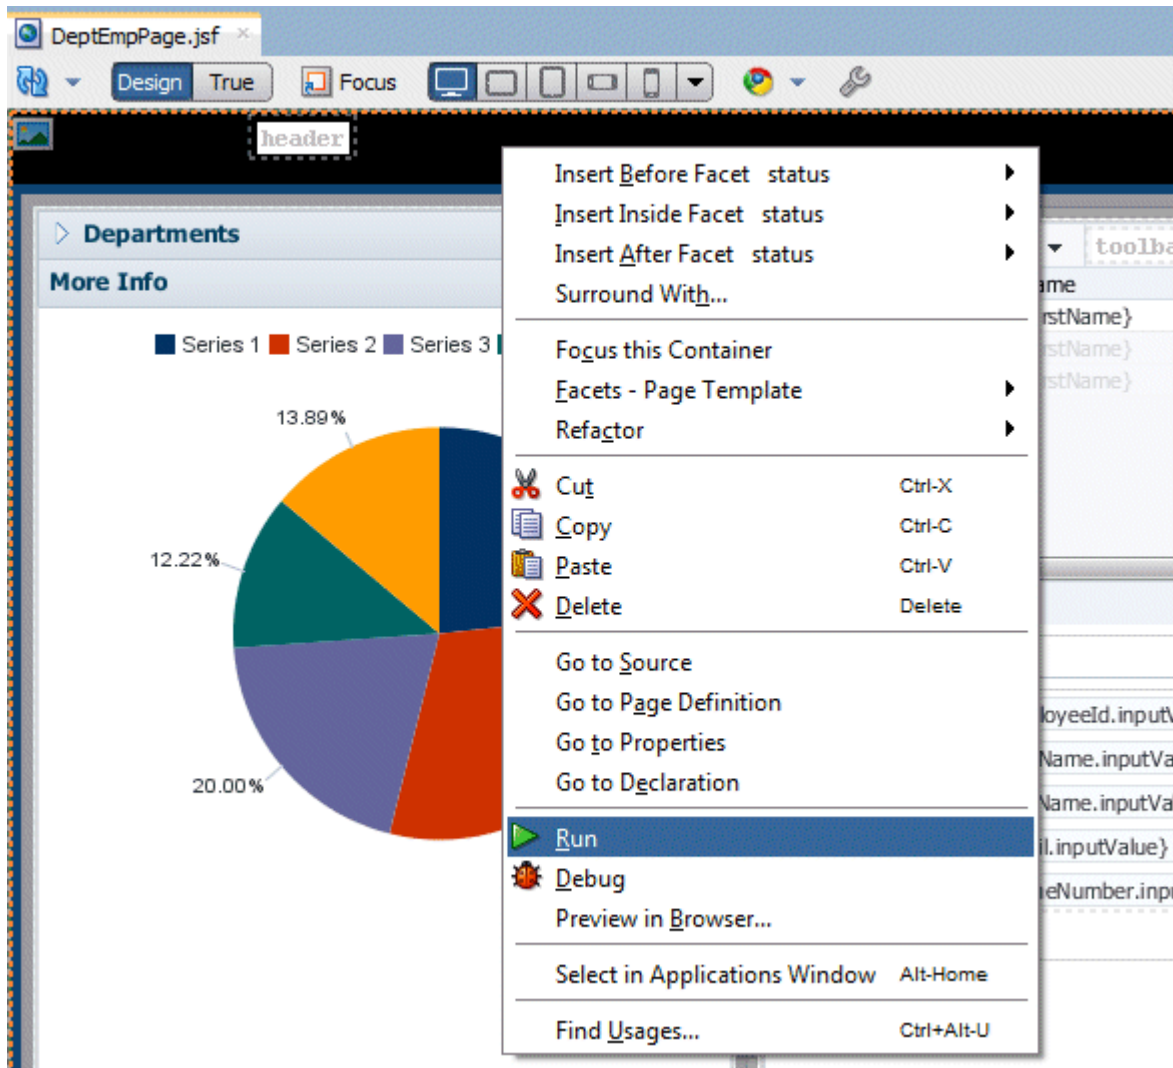 DeptEmpPage.jsf
Design True Focus
header
Insert Before Facet status
Insert Inside Facet status
Insert After Facet status
Surround With...
Focus this Container
Facets - Page Template
Refactor
Cut Ctrl-X
Copy Ctrl-C
Paste Ctrl-V
Delete Delete
Go to Source
Go to Page Definition
Go to Properties
Go to Declaration
Run
Debug
Preview in Browser...
Select in Applications Window Alt-Home
Find Usages... Ctrl+Alt-U
Departments
More Info
Series 1 Series 2 Series 3
13.89%
12.22%
20.00%
toolba
ame
rstName}
rstName}
rstName}
loyeeId.inputV
Name.inputVa
Name.inputVal
il.inputValue}
eNumber.inpu